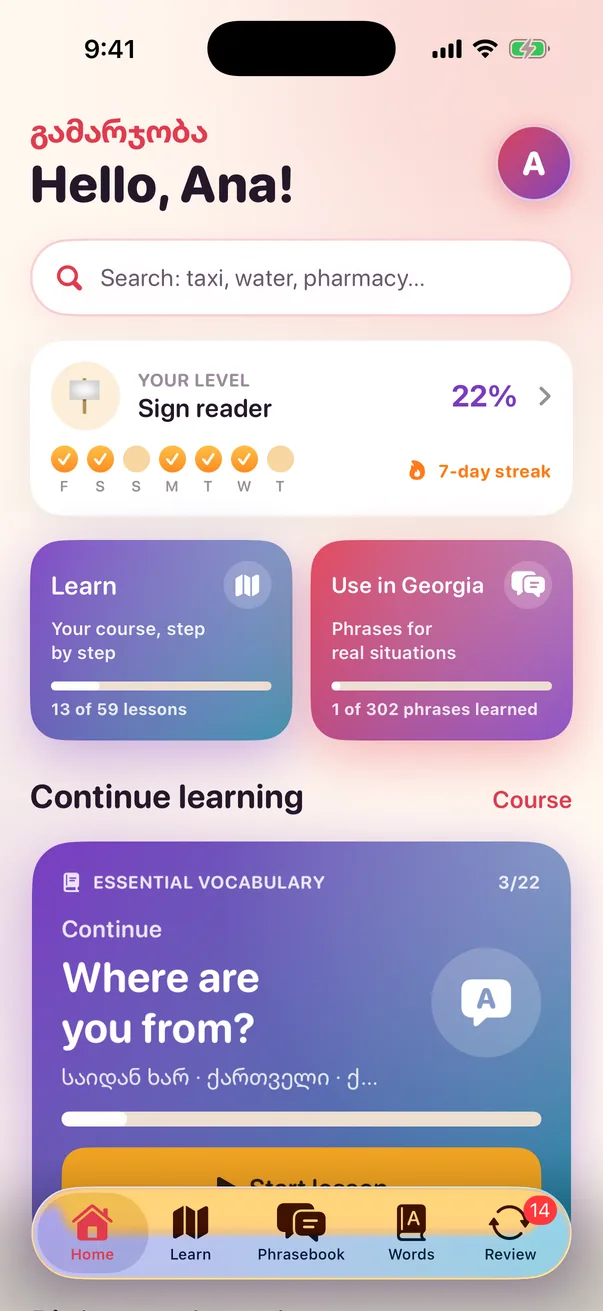 9:41
გამარჯობა
Hello, Ana!
A
Search: taxi, water, pharmacy...
YOUR LEVEL
Sign reader
22%
F S S M T W T
7-day streak
Learn
Your course, step
by step
13 of 59 lessons
Use in Georgia
Phrases for
real situations
1 of 302 phrases learned
Continue learning
Course
ESSENTIAL VOCABULARY
3/22
Continue
Where are
you from?
A
საიდან ხარ · ქართველი · ქ...
Start lesson
14
Home
Learn
Phrasebook
Words
Review